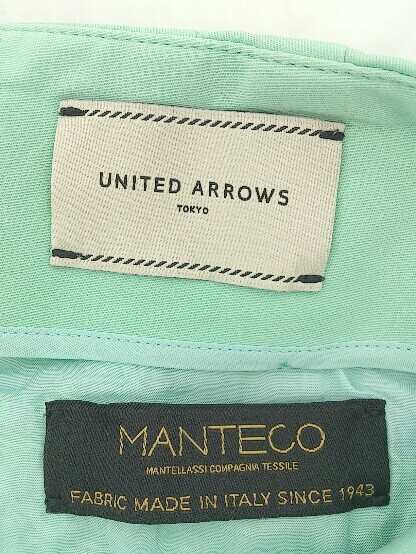 UNITED ARROWS
TOKYO
MANTECO
MANTELLASSI COMPAGNIA TESSILE
FABRIC MADE IN ITALY SINCE 1943